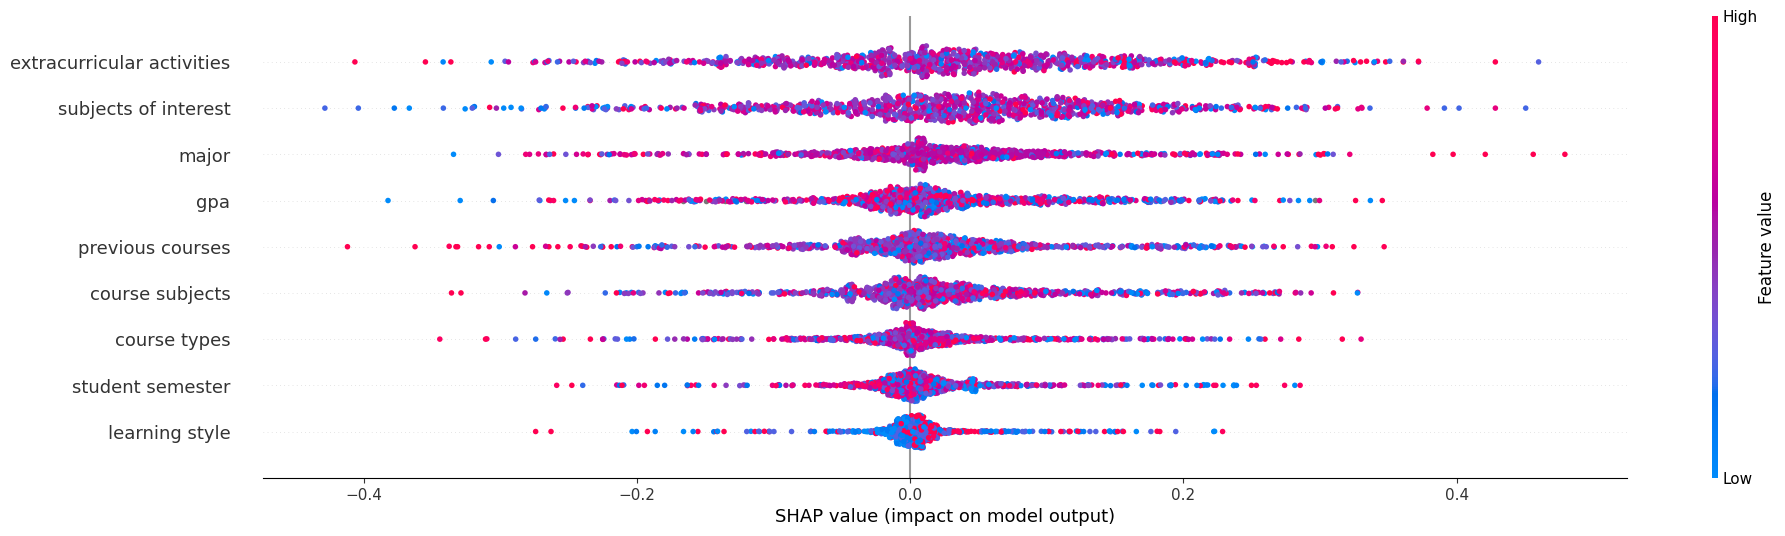 High
extracurricular activities
subjects of interest
major
gpa
previous courses
course subjects
course types
student semester
learning style
Feature value
Low
−0.4 −0.2 0.0 0.2 0.4
SHAP value (impact on model output)